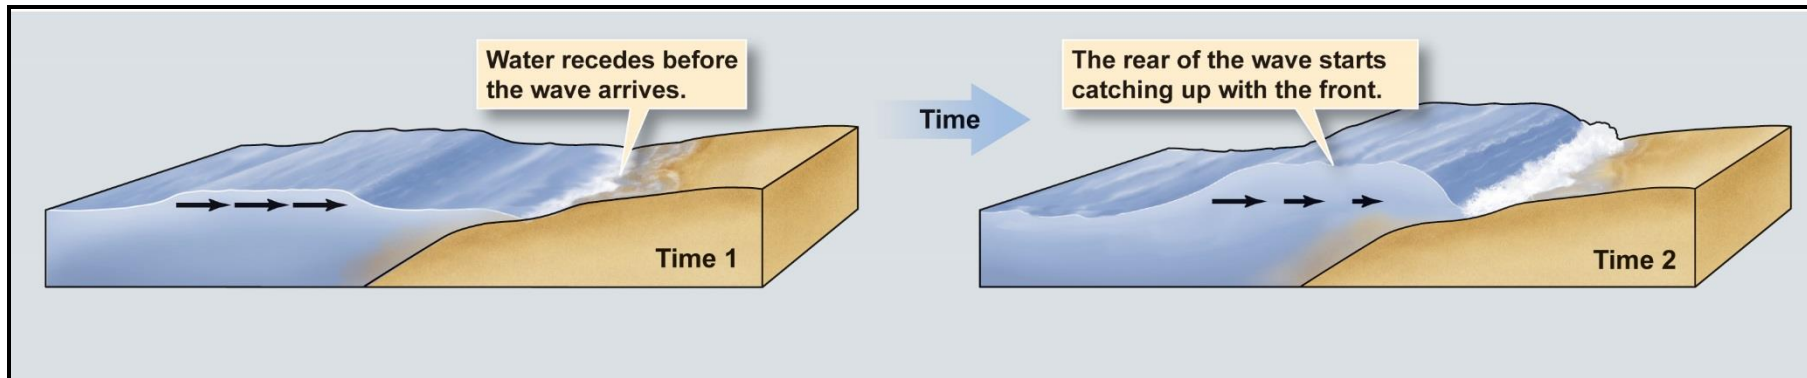 Water recedes before
the wave arrives.
Time 1
Time
The rear of the wave starts
catching up with the front.
Time 2